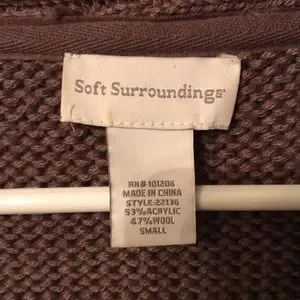 Soft Surroundings
RN# 101206
MADE IN CHINA
STYLE:22136
53% ACRYLIC
47% WOOL
SMALL